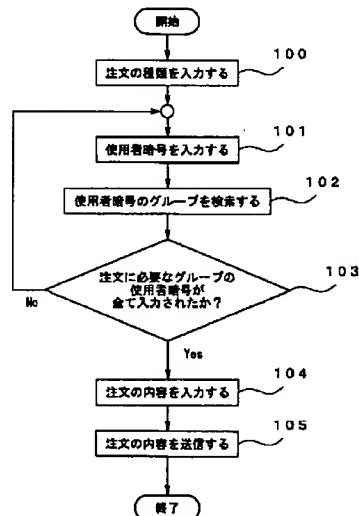 開始
注文の種類を入力する
100
使用者暗号を入力する
101
使用者暗号のグループを検索する
102
注文に必要なグループの
使用者暗号が
全て入力されたか？
103
No
Yes
注文の内容を入力する
104
注文の内容を送信する
105
終了